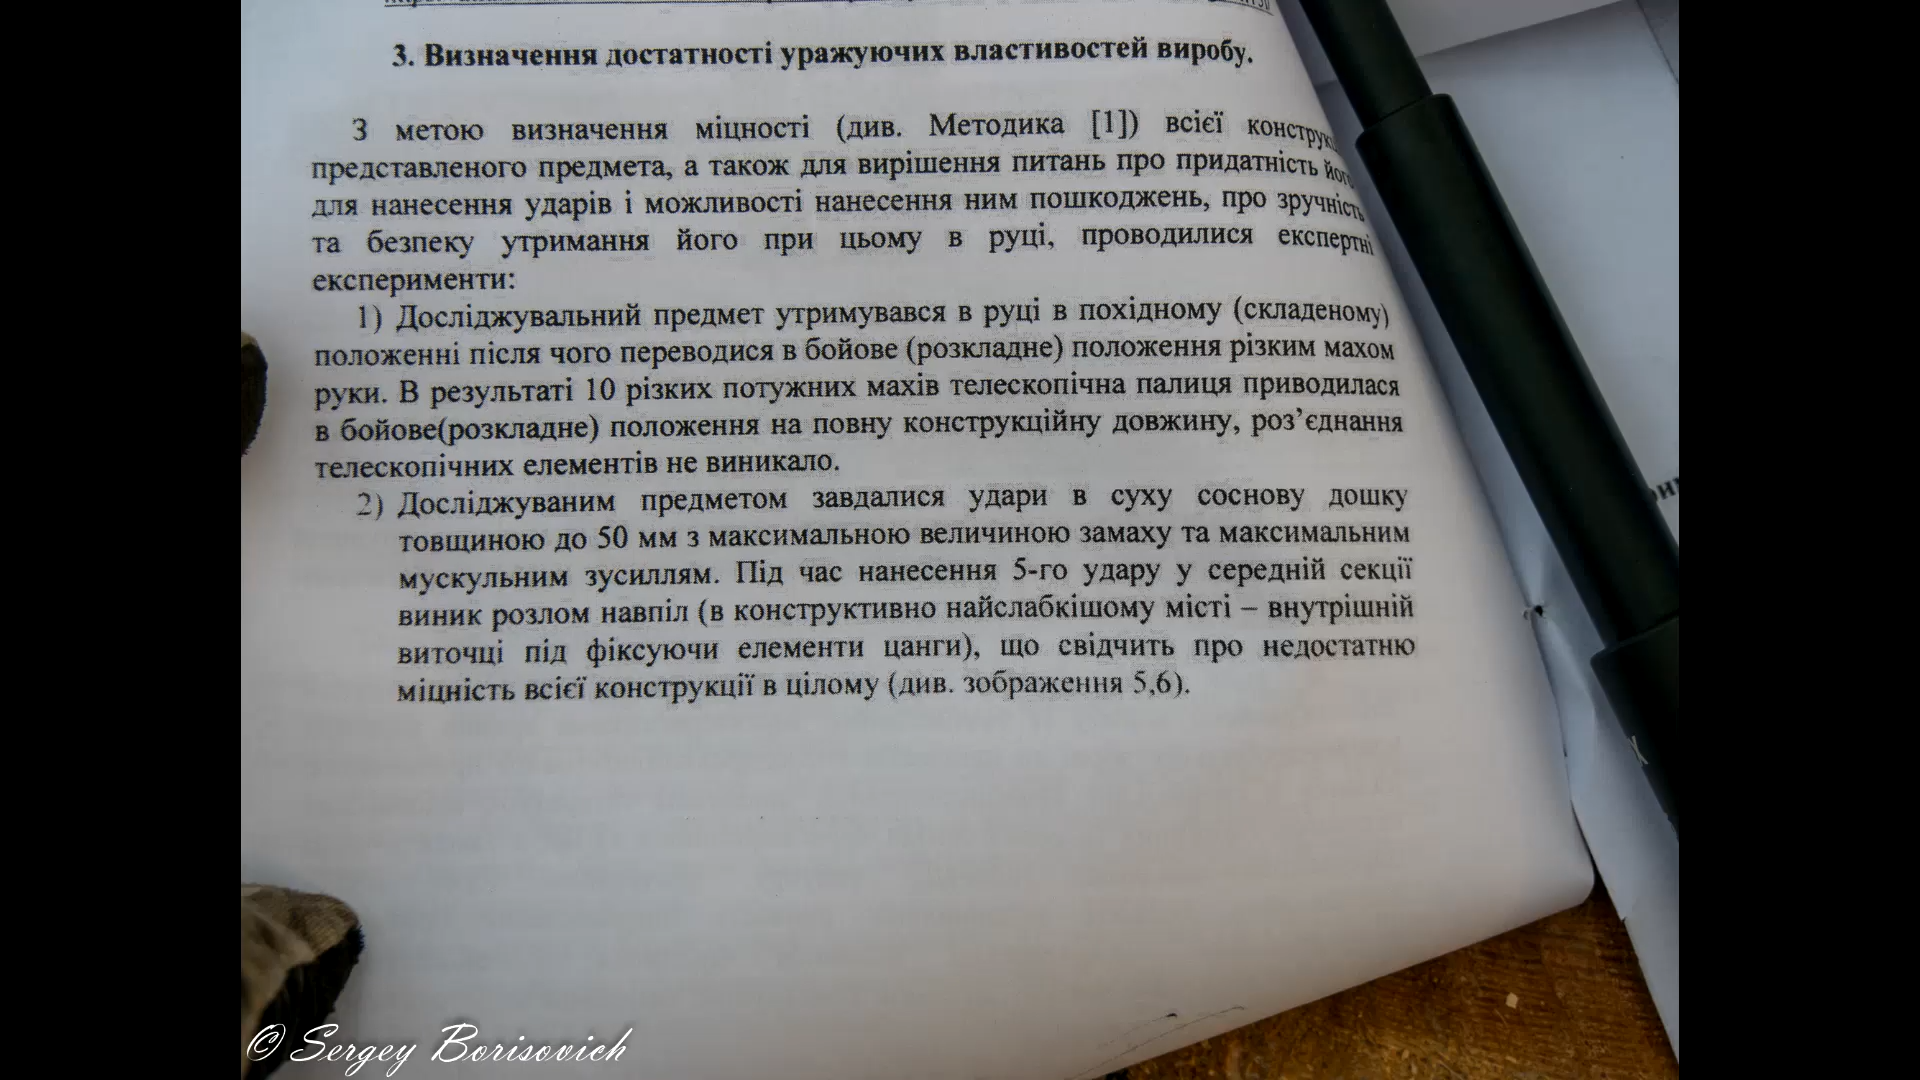 3. Визначення достатності уражуючих властивостей виробу.
З метою визначення міцності (див. Методика [1]) всієї
представленого предмета, а також для вирішення питань про придатність його
для нанесення ударів і можливості нанесення ним пошкоджень, про зручність
та безпеку утримання його при цьому в руці, проводилися експертні
експерименти:
1) Досліджувальний предмет утримувався в руці в похідному (складеному)
положенні після чого переводися в бойове (розкладне) положення різким махом
руки. В результаті 10 різких потужних махів телескопічна палиця приводилася
в бойове(розкладне) положення на повну конструкційну довжину, роз’єднання
телескопічних елементів не виникало.
2) Досліджуваним предметом завдалися удари в суху соснову дошку
товщиною до 50 мм з максимальною величиною замаху та максимальним
мускульним зусиллям. Під час нанесення 5-го удару у середній секції
виник розлом навпіл (в конструктивно найслабкішому місті – внутрішній
виточці під фіксуючи елементи цанги), що свідчить про недостатню
міцність всієї конструкції в цілому (див. зображення 5,6).
© Sergey Borisovich